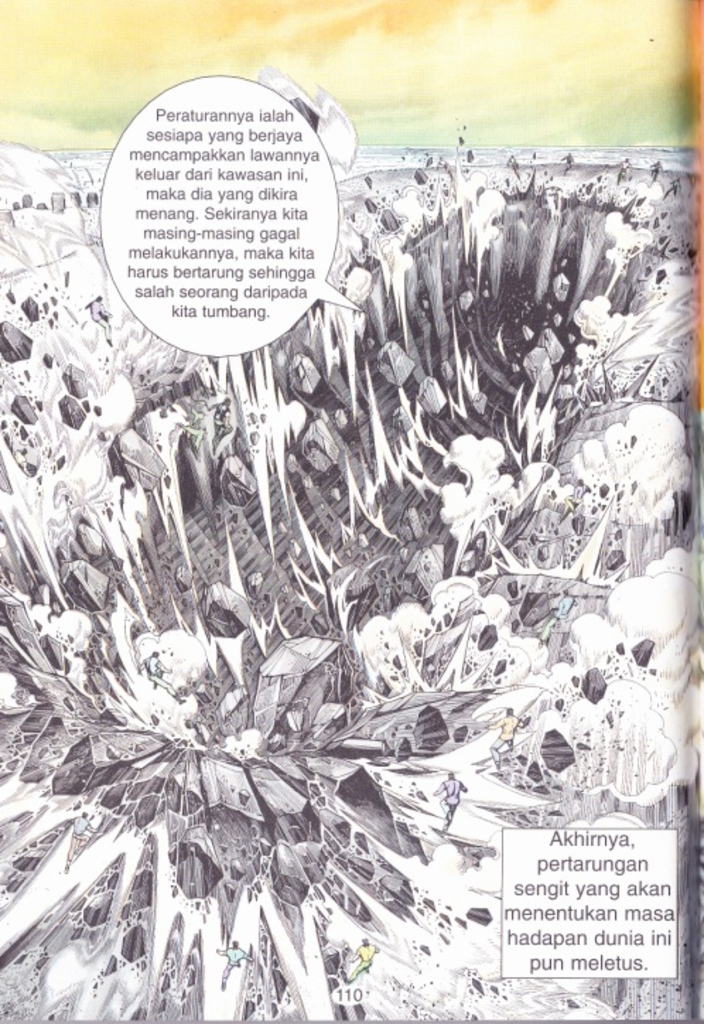 Peraturannya ialah
sesiapa yang berjaya
mencampakkan lawannya
keluar dari kawasan ini,
maka dia yang dikira
menang. Sekiranya kita
masing-masing gagal
melakukannya, maka kita
harus bertarung sehingga
salah seorang daripada
kita tumbang.
Akhirnya,
pertarungan
sengit yang akan
menentukan masa
hadapan dunia ini
pun meletus.
110